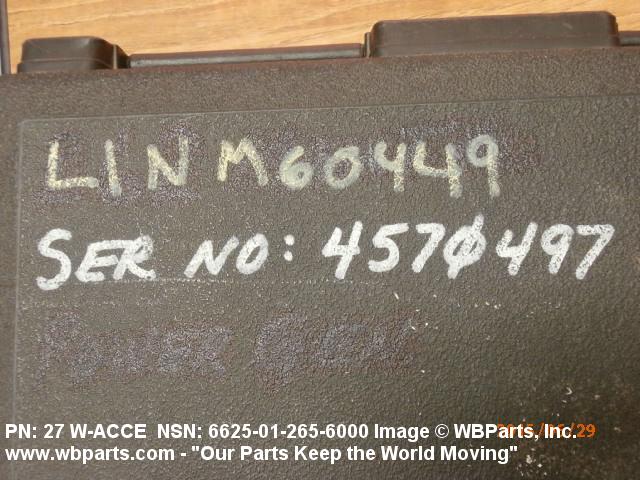 LIN M60449
SER NO: 457Ø497
PN: 27 W-ACCE NSN: 6625-01-265-6000 Image © WBParts, Inc.
www.wbparts.com - "Our Parts Keep the World Moving"